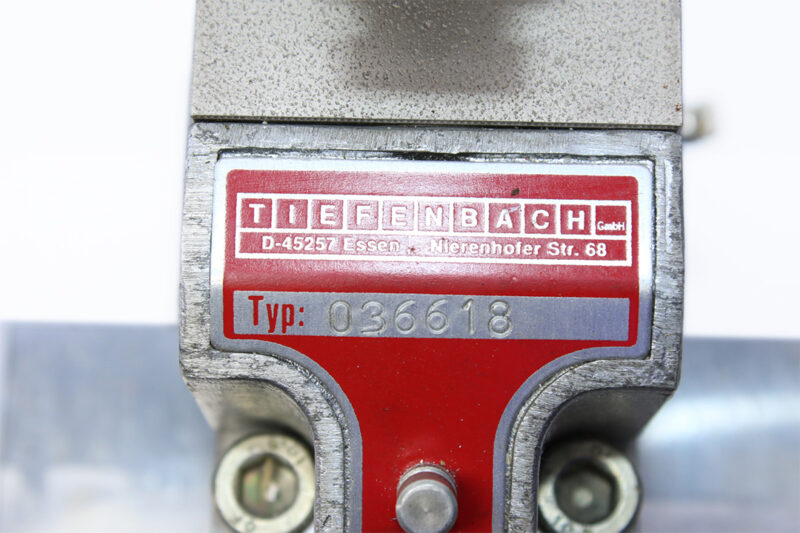 TIEFENBACH GmbH
D-45257 Essen . Nierenhofer Str. 68
Typ: 036618